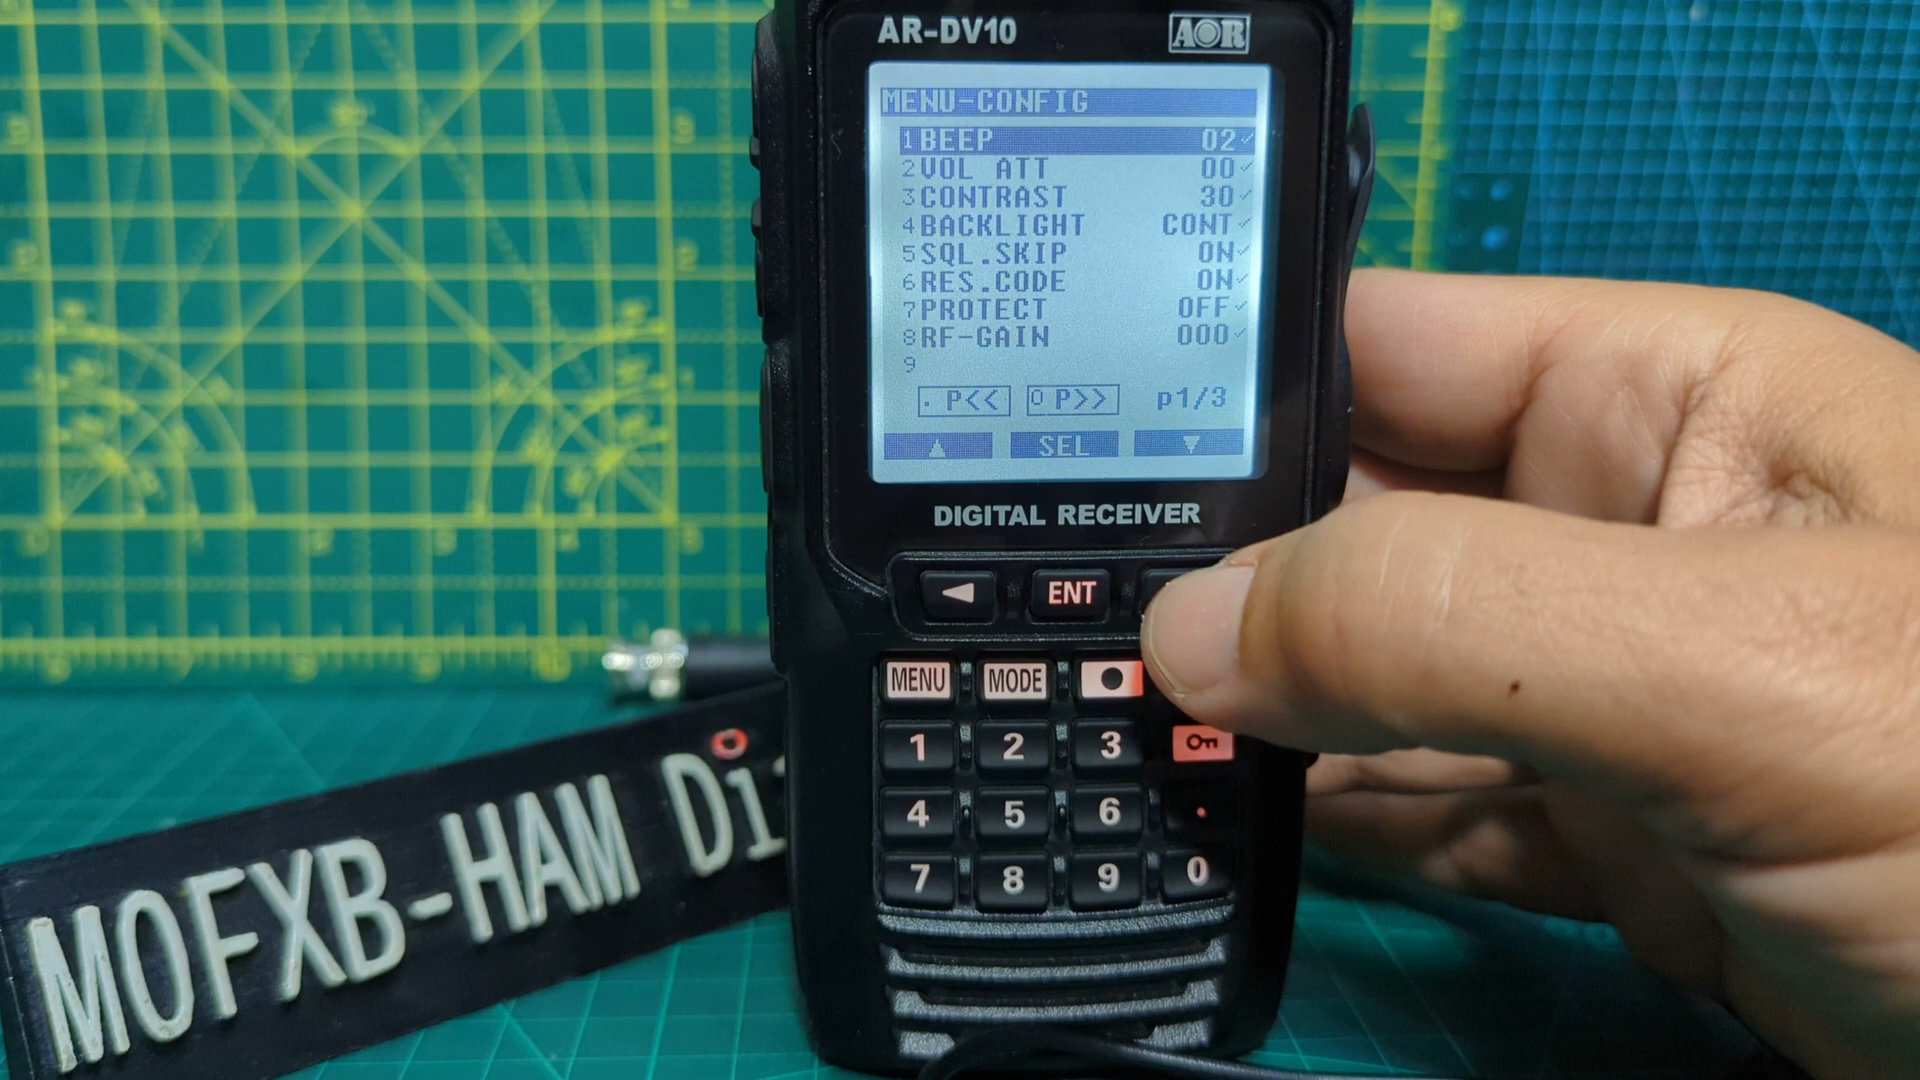 AR-DV10 AOR
MENU-CONFIG
1 BEEP 02
2 VOL ATT 00
3 CONTRAST 30
4 BACKLIGHT CONT
5 SQL.SKIP ON
6 RES.CODE ON
7 PROTECT OFF
8 RF-GAIN 000
9
. P<< 0 P>> p1/3
▲ SEL ▼
DIGITAL RECEIVER
◀ ENT
MENU MODE
1 2 3
4 5 6 .
7 8 9 0
M0FXB-HAM Di